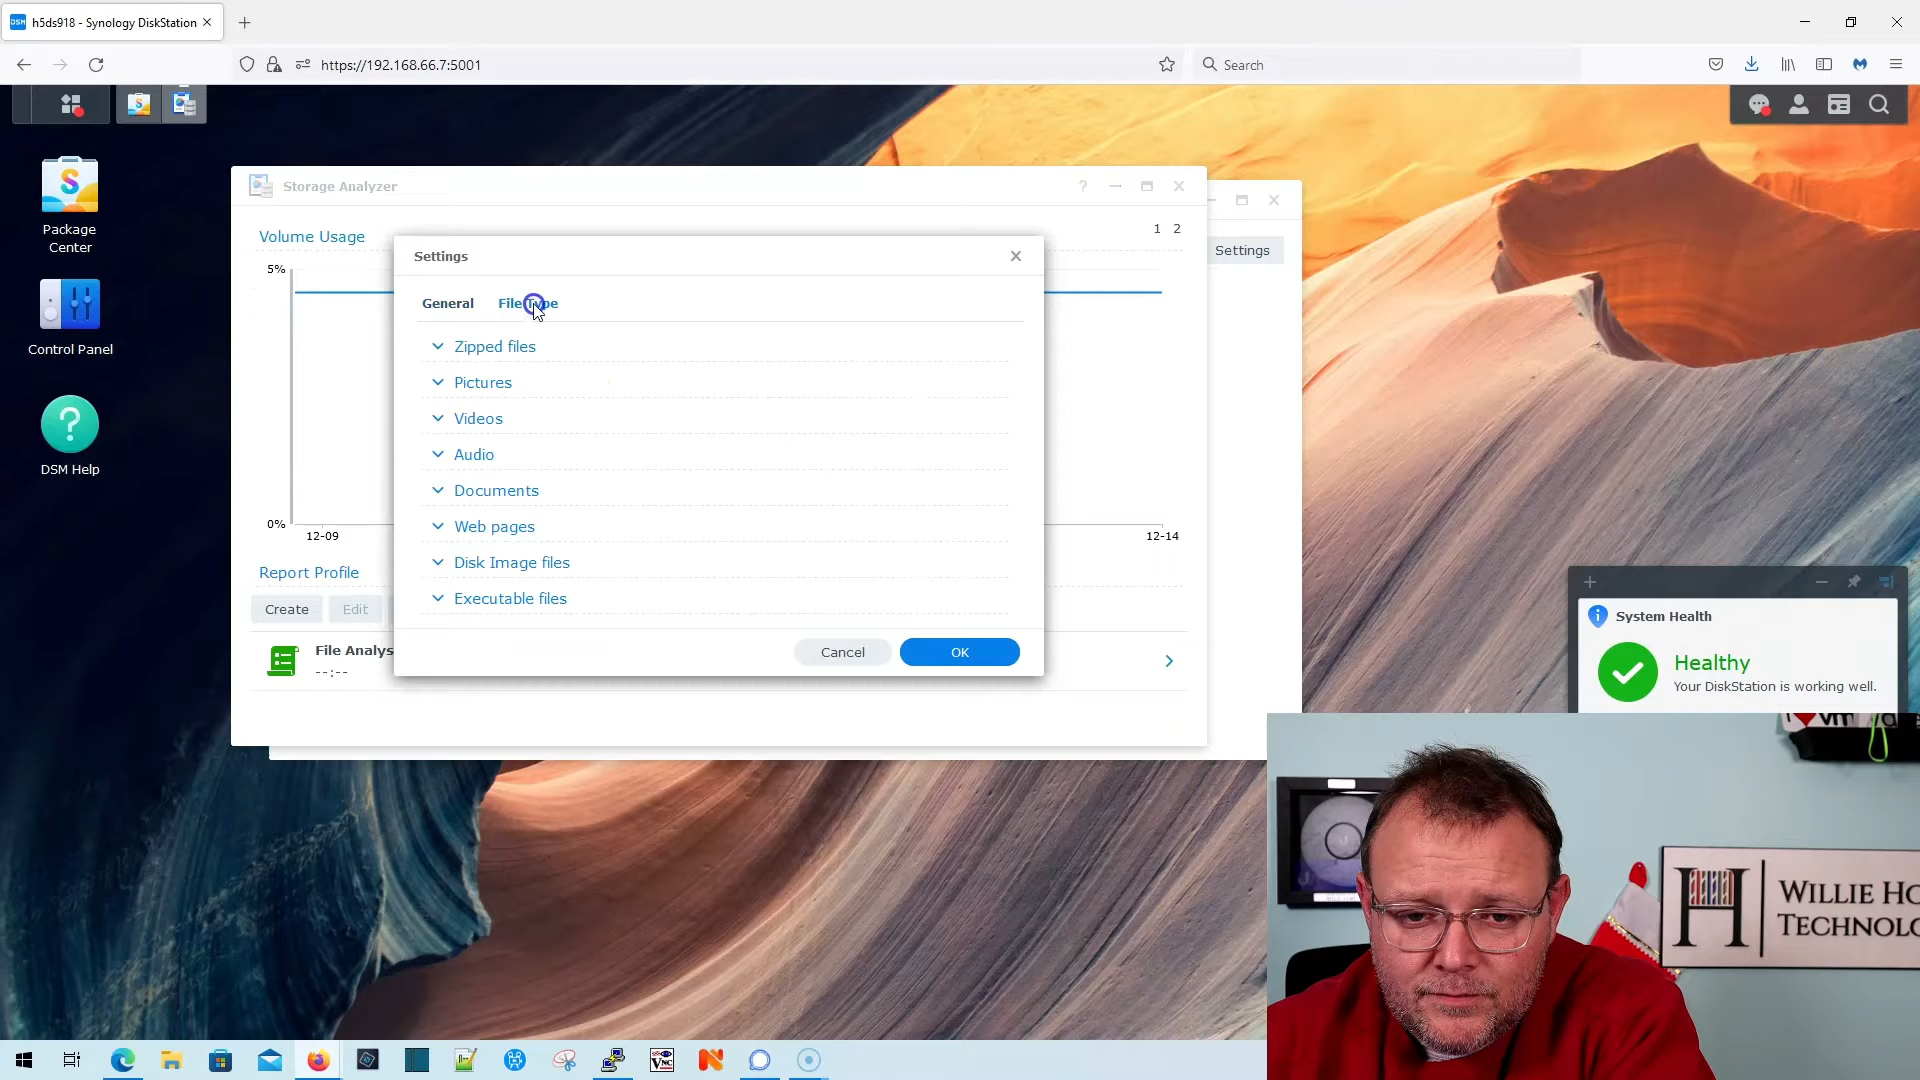 h5ds918 - Synology DiskStation
https://192.168.66.7:5001
Search
Package
Center
Control Panel
DSM Help
Storage Analyzer
Volume Usage
1 2
5%
0%
12-09
12-14
Settings
Settings
General
File Type
Zipped files
Pictures
Videos
Audio
Documents
Web pages
Disk Image files
Executable files
Cancel
OK
Report Profile
Create
Edit
File Analys
--:--
System Health
Healthy
Your DiskStation is working well.
H
WILLIE HO
TECHNOLO